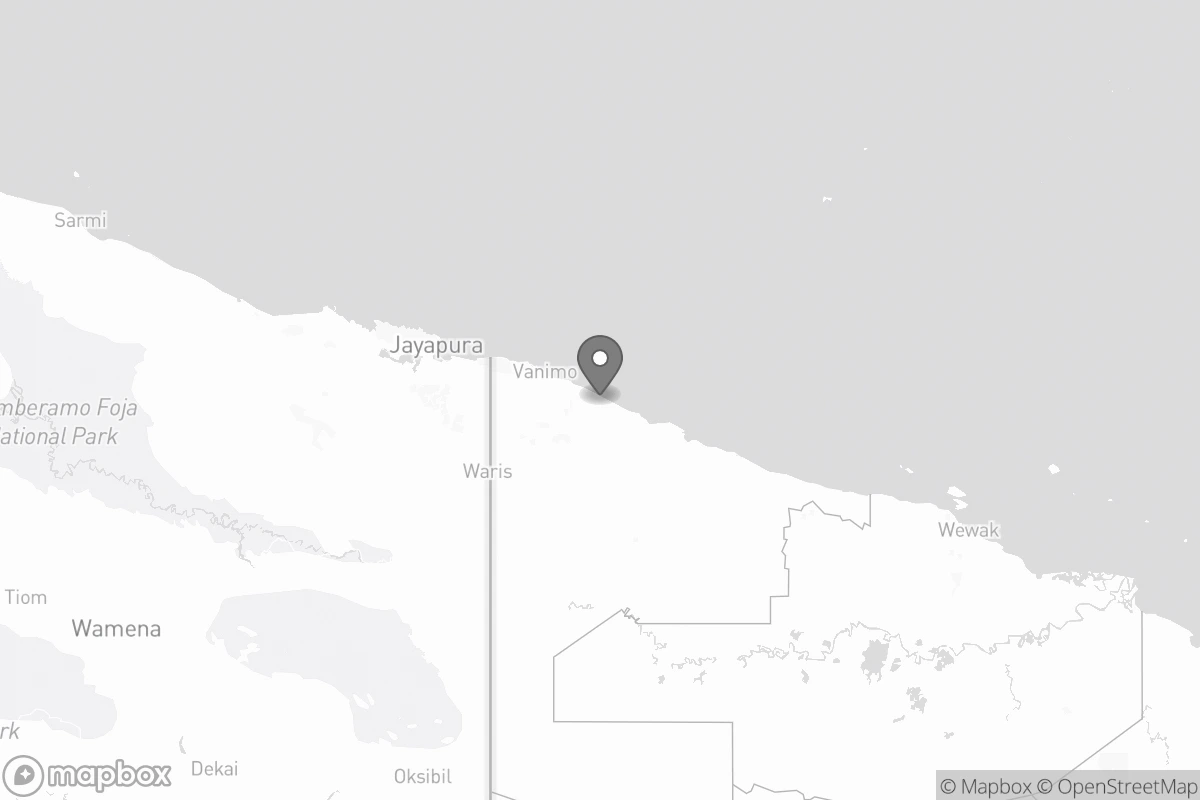 Sarmi
Jayapura
Vanimo
mberamo Foja
ational Park
Waris
Wewak
Tiom
Wamena
rk
Dekai
Oksibil
mapbox
© Mapbox © OpenStreetMap